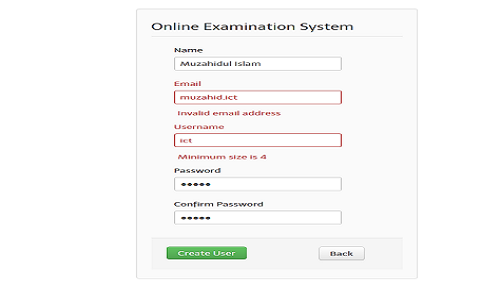 Online Examination System
Name
Muzahidul Islam
Email
muzahid.ict
Invalid email address
Username
ict
Minimum size is 4
Password
•••••
Confirm Password
•••••
Create User Back